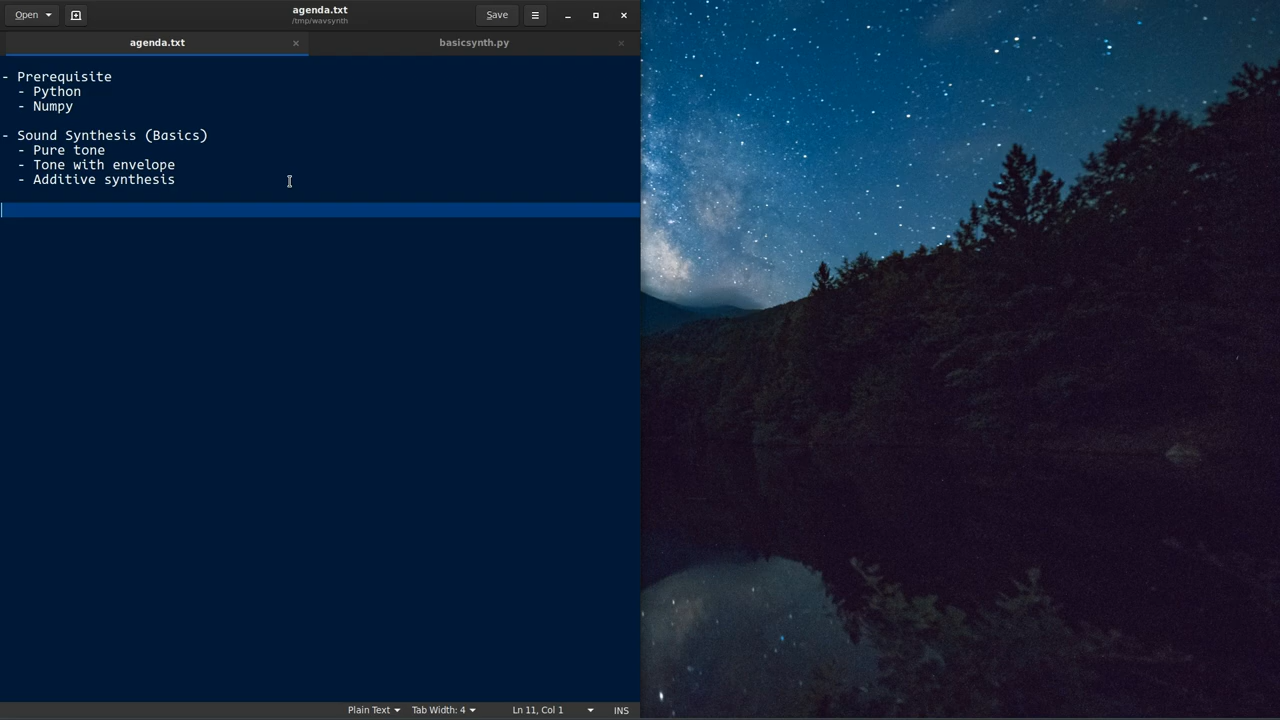 Open
agenda.txt
/tmp/wavsynth
Save
agenda.txt
basicsynth.py
- Prerequisite
- Python
- Numpy
- Sound Synthesis (Basics)
- Pure tone
- Tone with envelope
- Additive synthesis
Plain Text
Tab Width: 4
Ln 11, Col 1
INS